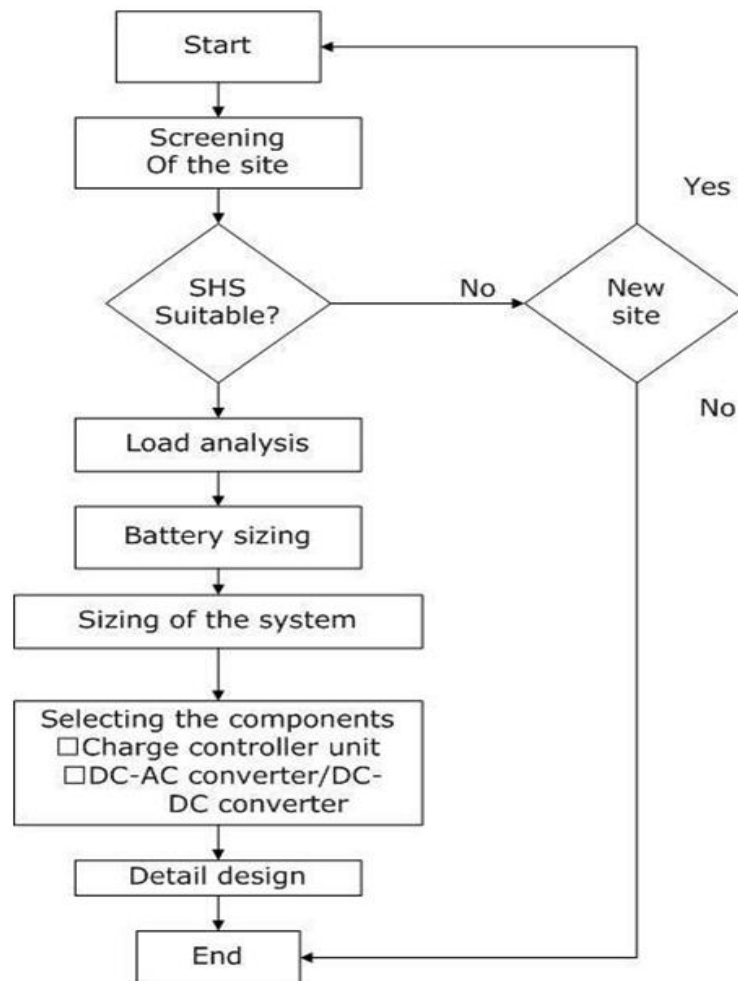 Start
Screening
Of the site
Yes
SHS
Suitable?
No
New
site
No
Load analysis
Battery sizing
Sizing of the system
Selecting the components
□Charge controller unit
□DC-AC converter/DC-
DC converter
Detail design
End